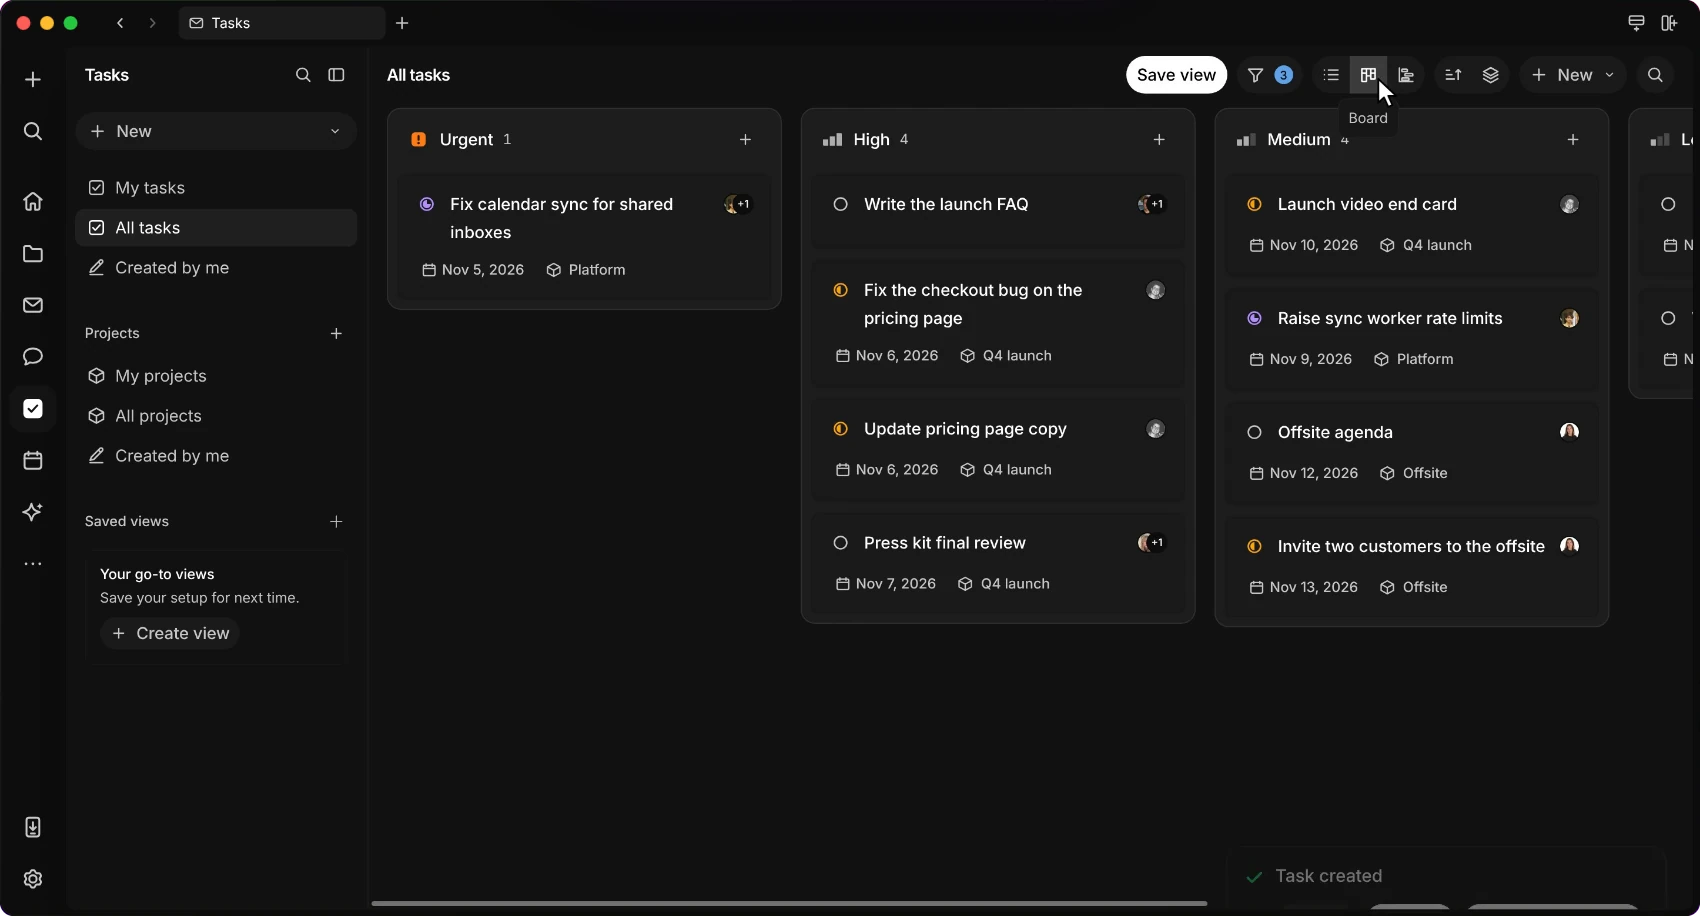 Tasks
Tasks
All tasks
Save view
3
New
Board
New
My tasks
All tasks
Created by me
Projects
My projects
All projects
Created by me
Saved views
Your go-to views
Save your setup for next time.
Create view
Urgent 1
Fix calendar sync for shared
inboxes
+1
Nov 5, 2026
Platform
High 4
Write the launch FAQ
+1
Fix the checkout bug on the
pricing page
Nov 6, 2026
Q4 launch
Update pricing page copy
Nov 6, 2026
Q4 launch
Press kit final review
+1
Nov 7, 2026
Q4 launch
Medium 4
Launch video end card
Nov 10, 2026
Q4 launch
Raise sync worker rate limits
Nov 9, 2026
Platform
Offsite agenda
Nov 12, 2026
Offsite
Invite two customers to the offsite
Nov 13, 2026
Offsite
Task created